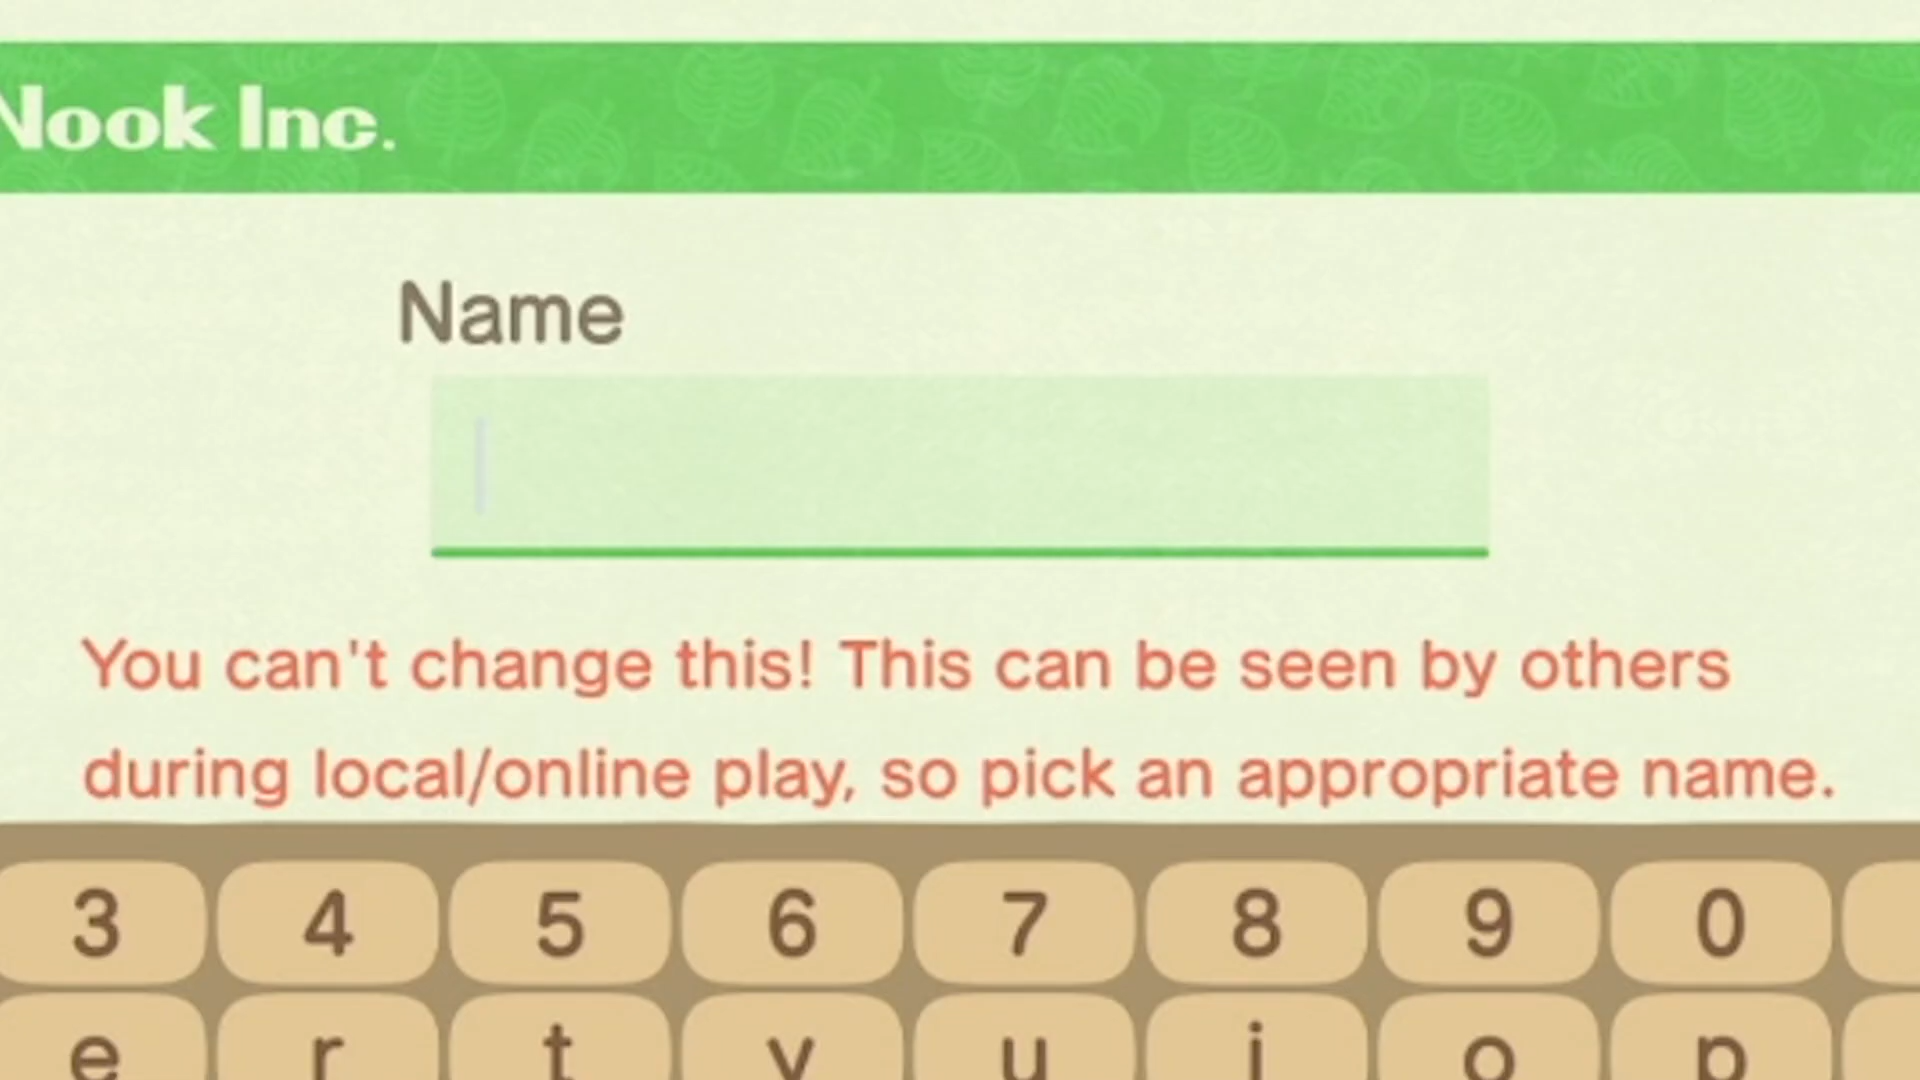 Nook Inc.
Name
You can't change this! This can be seen by others
during local/online play, so pick an appropriate name.
3 4 5 6 7 8 9 0
e r t y u i o p